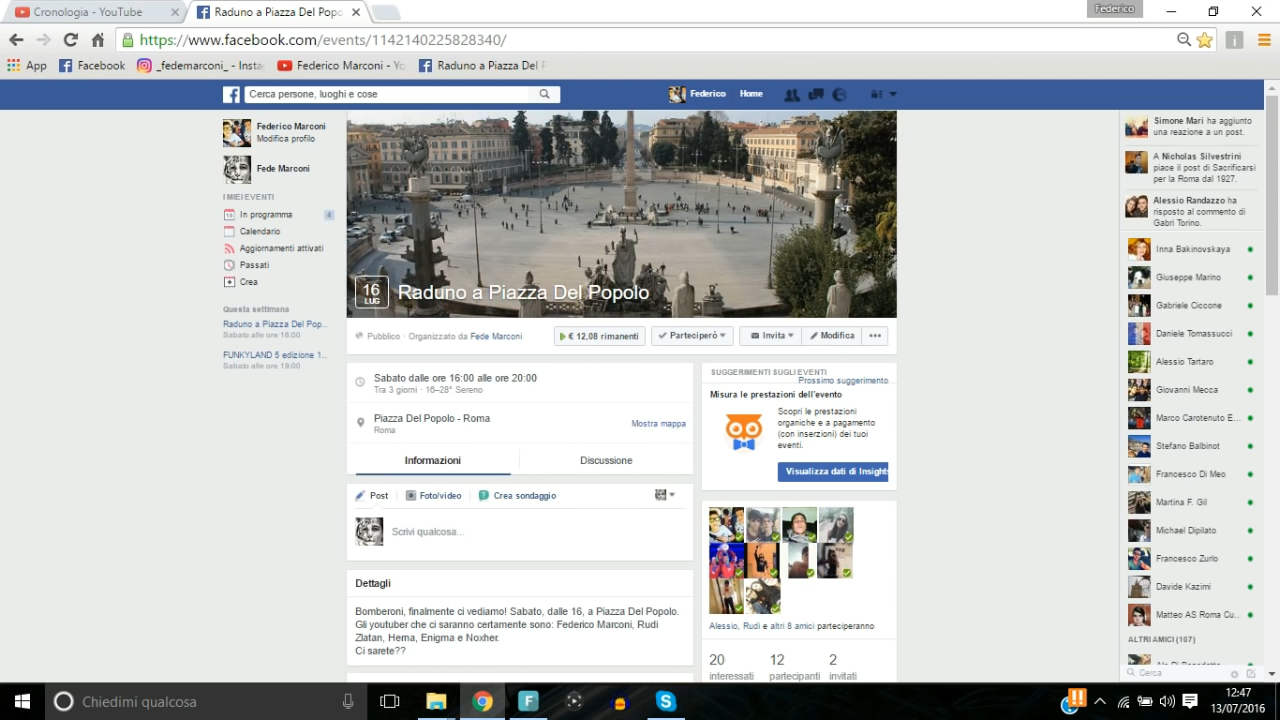 Cronologia - YouTube
Raduno a Piazza Del Popo
Federico
https://www.facebook.com/events/1142140225828340/
App
Facebook
_fedemarconi_ - Insta
Federico Marconi - Yo
Raduno a Piazza Del P
Cerca persone, luoghi e cose
Federico
Home
Federico Marconi
Modifica profilo
Fede Marconi
I MIEI EVENTI
In programma
4
Calendario
Aggiornamenti attivati
Passati
Crea
Questa settimana
Raduno a Piazza Del Pop...
Sabato alle ore 16:00
FUNKYLAND 5 edizione 1...
Sabato alle ore 19:00
16
LUG
Raduno a Piazza Del Popolo
Pubblico · Organizzato da Fede Marconi
€ 12,08 rimanenti
Parteciperò
Invita
Modifica
Sabato dalle ore 16:00 alle ore 20:00
Tra 3 giorni · 16–28° Sereno
Piazza Del Popolo - Roma
Roma
Mostra mappa
Informazioni
Discussione
Post
Foto/video
Crea sondaggio
Scrivi qualcosa...
Dettagli
Bomberoni, finalmente ci vediamo! Sabato, dalle 16, a Piazza Del Popolo.
Gli youtuber che ci saranno certamente sono: Federico Marconi, Rudi
Zlatan, Hema, Enigma e Noxher.
Ci sarete??
SUGGERIMENTI SUGLI EVENTI
Prossimo suggerimento
Misura le prestazioni dell'evento
Scopri le prestazioni
organiche e a pagamento
(con inserzioni) dei tuoi
eventi.
Visualizza dati di Insights
Alessio, Rudi e altri 8 amici parteciperanno
20
interessati
12
partecipanti
2
invitati
Simone Mari ha aggiunto
una reazione a un post.
A Nicholas Silvestrini
piace il post di Sacrificarsi
per la Roma dal 1927.
Alessio Randazzo ha
risposto al commento di
Gabri Torino.
Inna Bakinovskaya
Giuseppe Marino
Gabriele Ciccone
Daniele Tomassucci
Alessio Tartaro
Giovanni Mecca
Marco Carotenuto E...
Stefano Balbinot
Francesco Di Meo
Martina F. Gil
Michael Dipilato
Francesco Zurlo
Davide Kazimi
Matteo AS Roma Cu...
ALTRI AMICI (107)
Cerca
Chiedimi qualcosa
12:47
13/07/2016